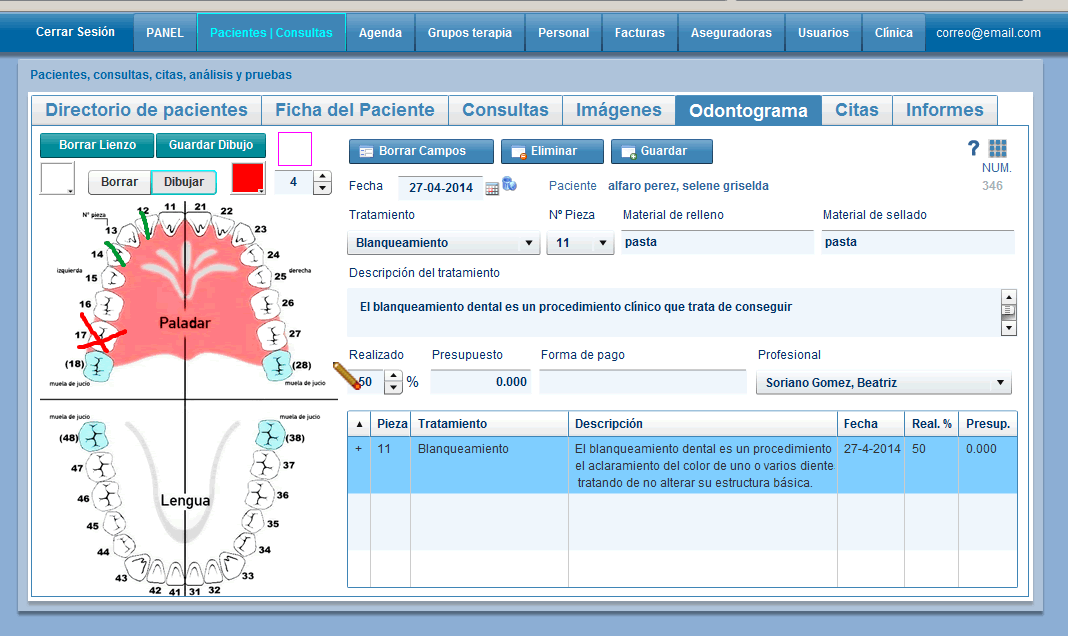 Cerrar Sesión PANEL Pacientes | Consultas Agenda Grupos terapia Personal Facturas Aseguradoras Usuarios Clínica correo@email.com
Pacientes, consultas, citas, análisis y pruebas
Directorio de pacientes Ficha del Paciente Consultas Imágenes Odontograma Citas Informes
Borrar Lienzo Guardar Dibujo
Borrar Dibujar 4
Borrar Campos Eliminar Guardar ?
NUM.
346
Fecha 27-04-2014 Paciente alfaro perez, selene griselda
Tratamiento Nº Pieza Material de relleno Material de sellado
Blanqueamiento 11 pasta pasta
Descripción del tratamiento
El blanqueamiento dental es un procedimiento clínico que trata de conseguir
Realizado Presupuesto Forma de pago Profesional
50 % 0.000 Soriano Gomez, Beatriz
▲ Pieza Tratamiento Descripción Fecha Real. % Presup.
+ 11 Blanqueamiento El blanqueamiento dental es un procedimiento 27-4-2014 50 0.000
el aclaramiento del color de uno o varios diente
tratando de no alterar su estructura básica.
Nº pieza
12 11 21 22
13 23
14 24
izquierda 15 25 derecha
16 26
Paladar
17 27
(18) (28)
muela de jucio muela de jucio
muela de jucio muela de jucio
(48) (38)
47 37
46 36
Lengua
45 35
44 34
43 33
42 41 31 32